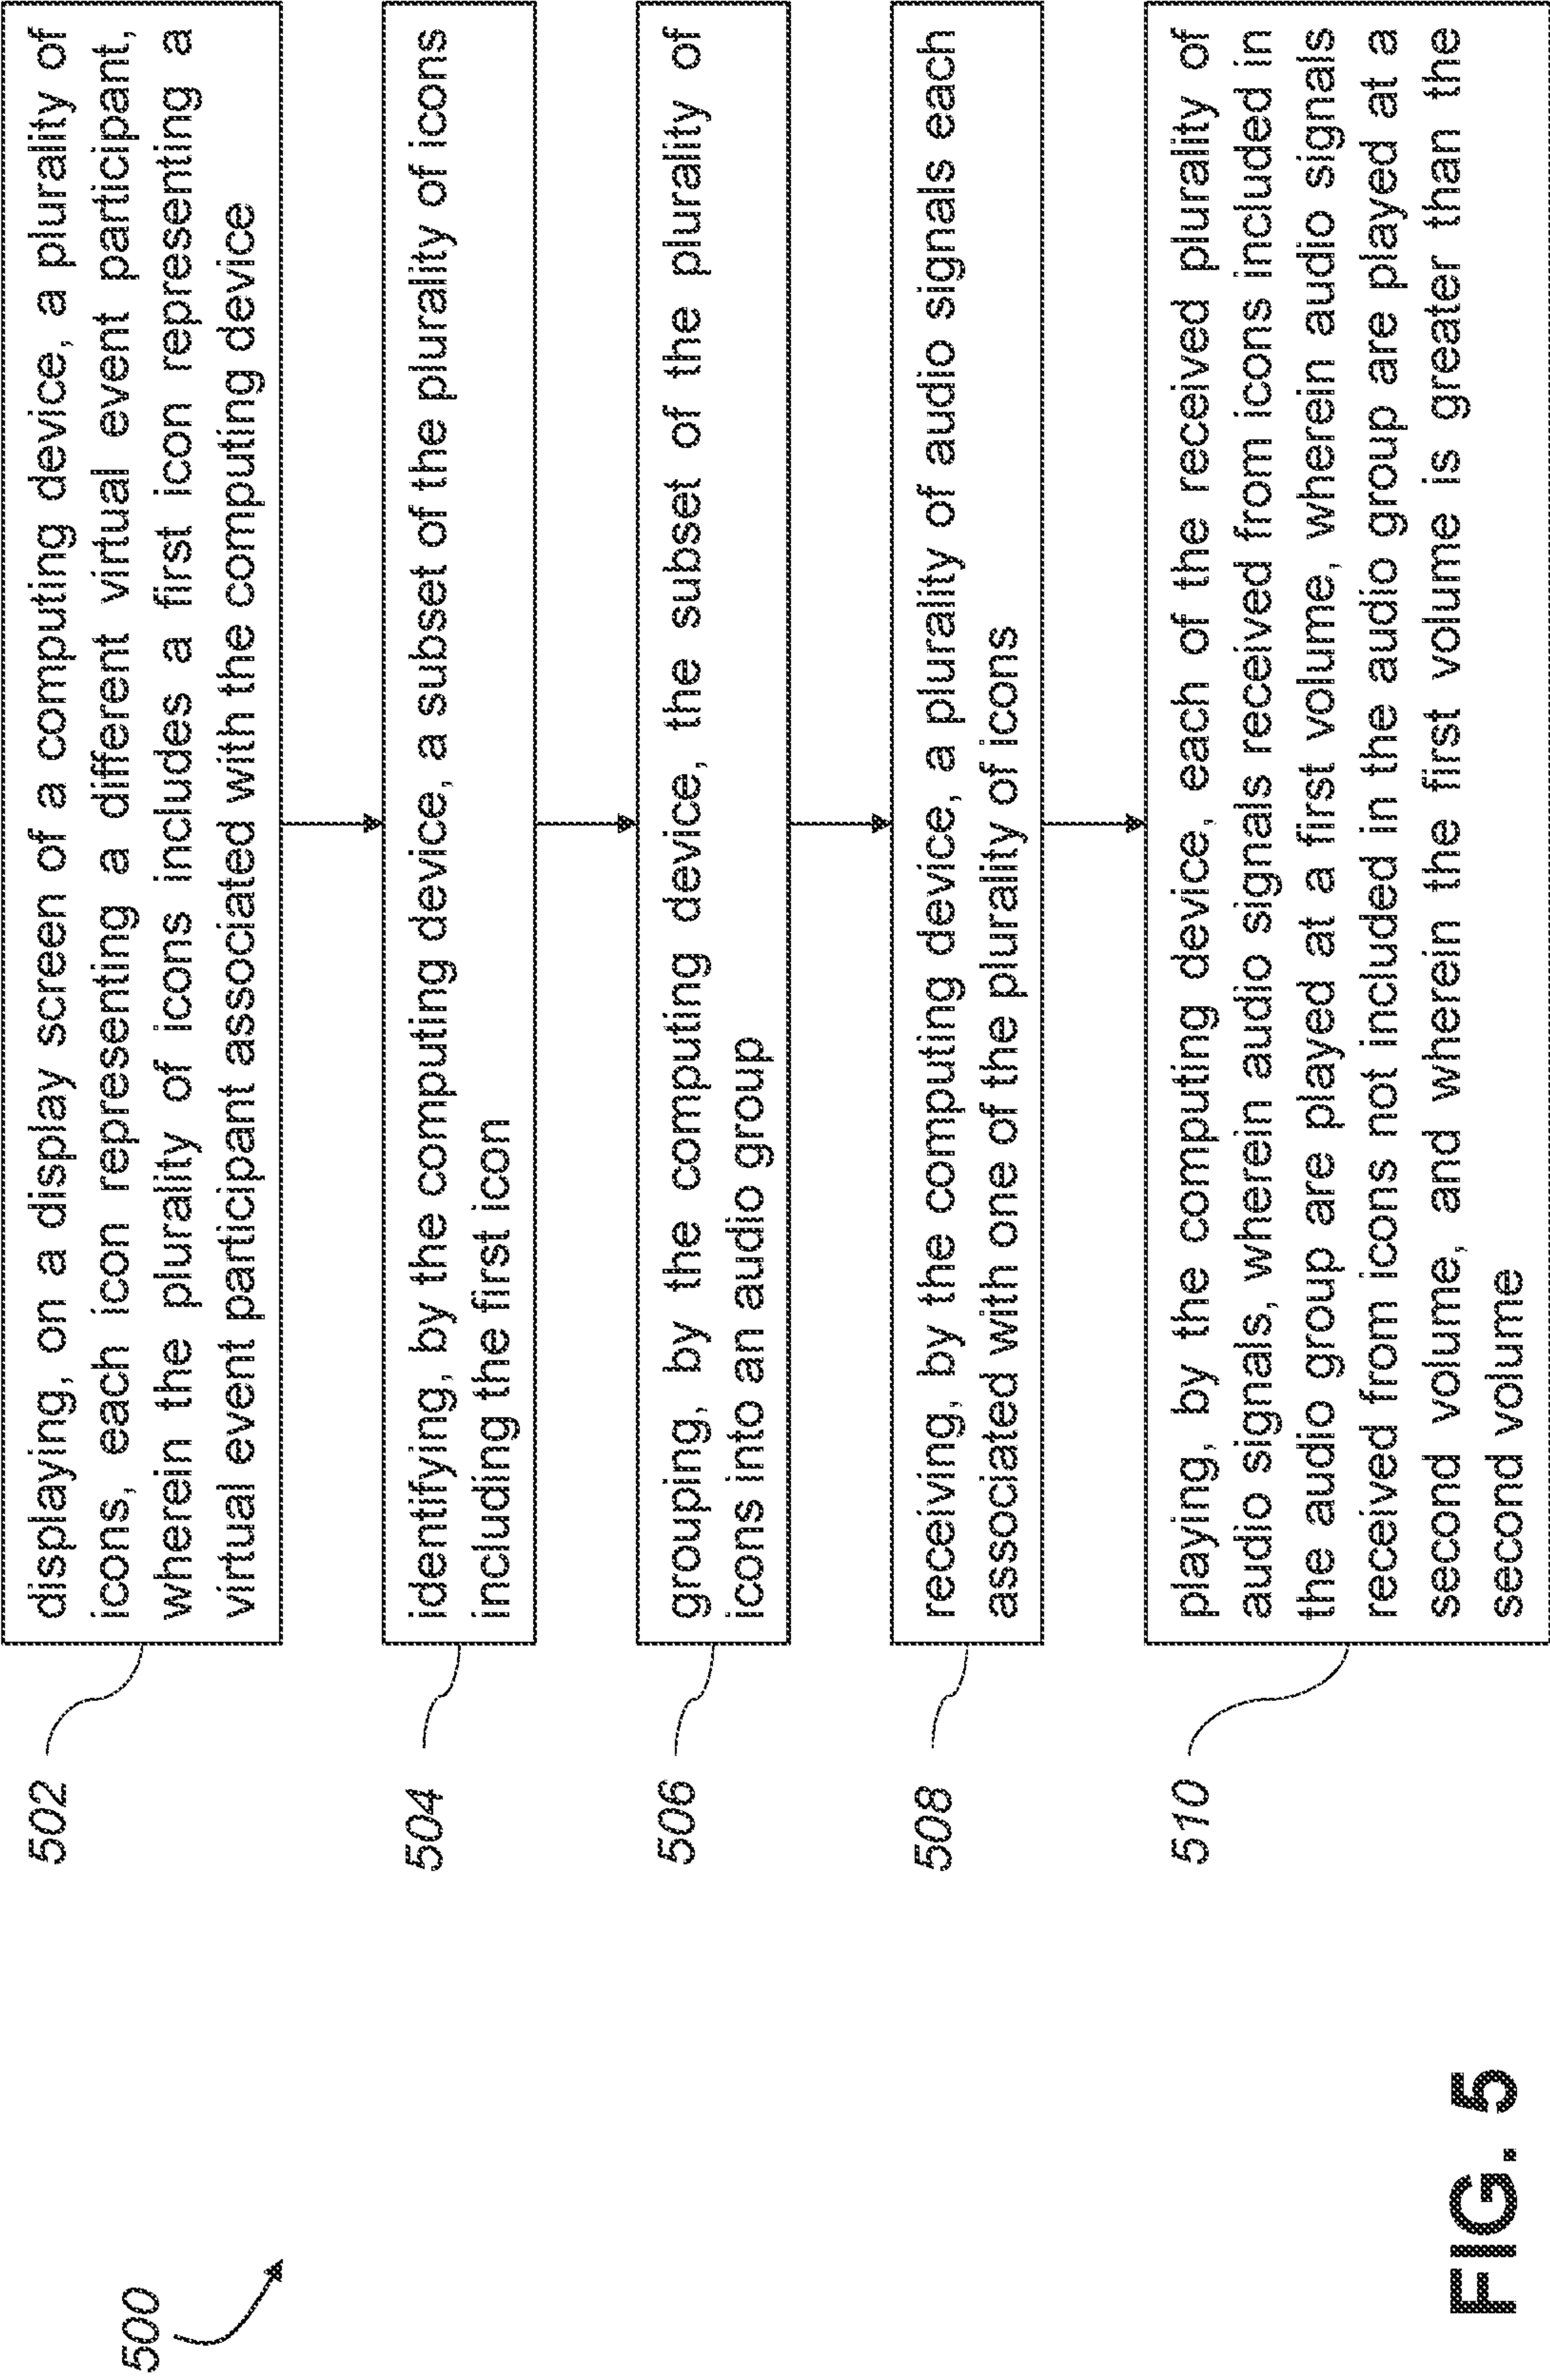 500
502
displaying, on a display screen of a computing device, a plurality of
icons, each icon representing a different virtual event participant,
wherein the plurality of icons includes a first icon representing a
virtual event participant associated with the computing device
504
identifying, by the computing device, a subset of the plurality of icons
including the first icon
506
grouping, by the computing device, the subset of the plurality of
icons into an audio group
508
receiving, by the computing device, a plurality of audio signals each
associated with one of the plurality of icons
510
playing, by the computing device, each of the received plurality of
audio signals, wherein audio signals received from icons included in
the audio group are played at a first volume, wherein audio signals
received from icons not included in the audio group are played at a
second volume, and wherein the first volume is greater than the
second volume
FIG. 5